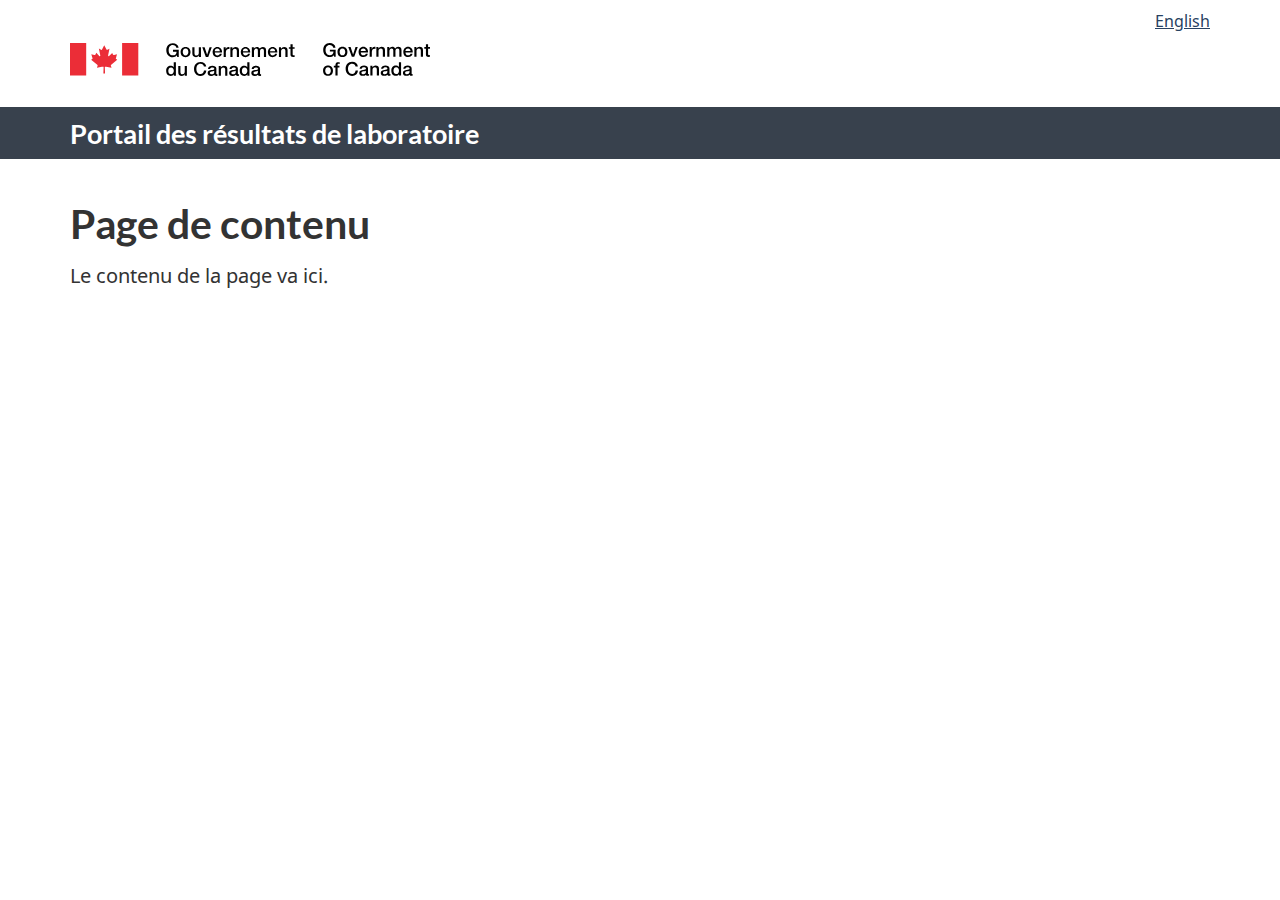 English
Gouvernement
du Canada
Government
of Canada
Portail des résultats de laboratoire
Page de contenu
Le contenu de la page va ici.